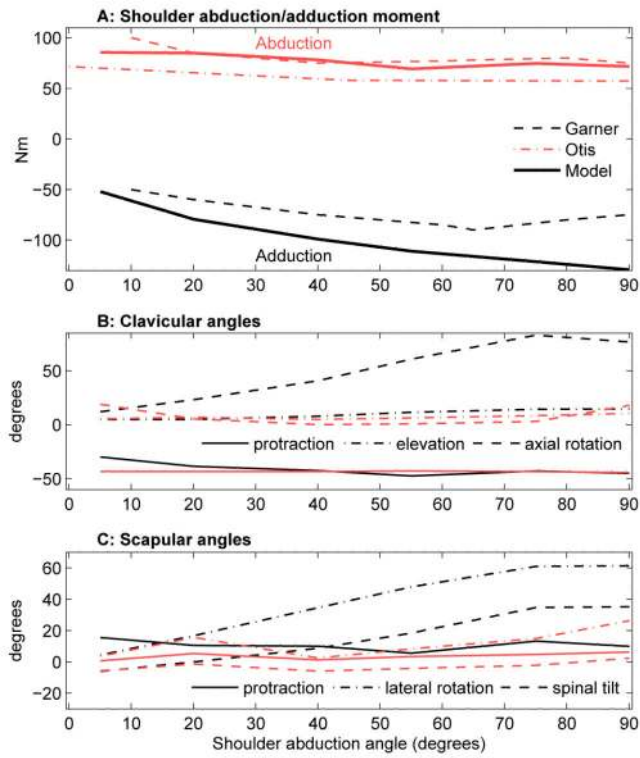 A: Shoulder abduction/adduction moment
100
Abduction
50
0
Nm
Garner
Otis
Model
−50
−100
Adduction
0 10 20 30 40 50 60 70 80 90
B: Clavicular angles
50
degrees
0
protraction elevation axial rotation
−50
0 10 20 30 40 50 60 70 80 90
C: Scapular angles
60
40
degrees
20
0
−20
protraction lateral rotation spinal tilt
0 10 20 30 40 50 60 70 80 90
Shoulder abduction angle (degrees)